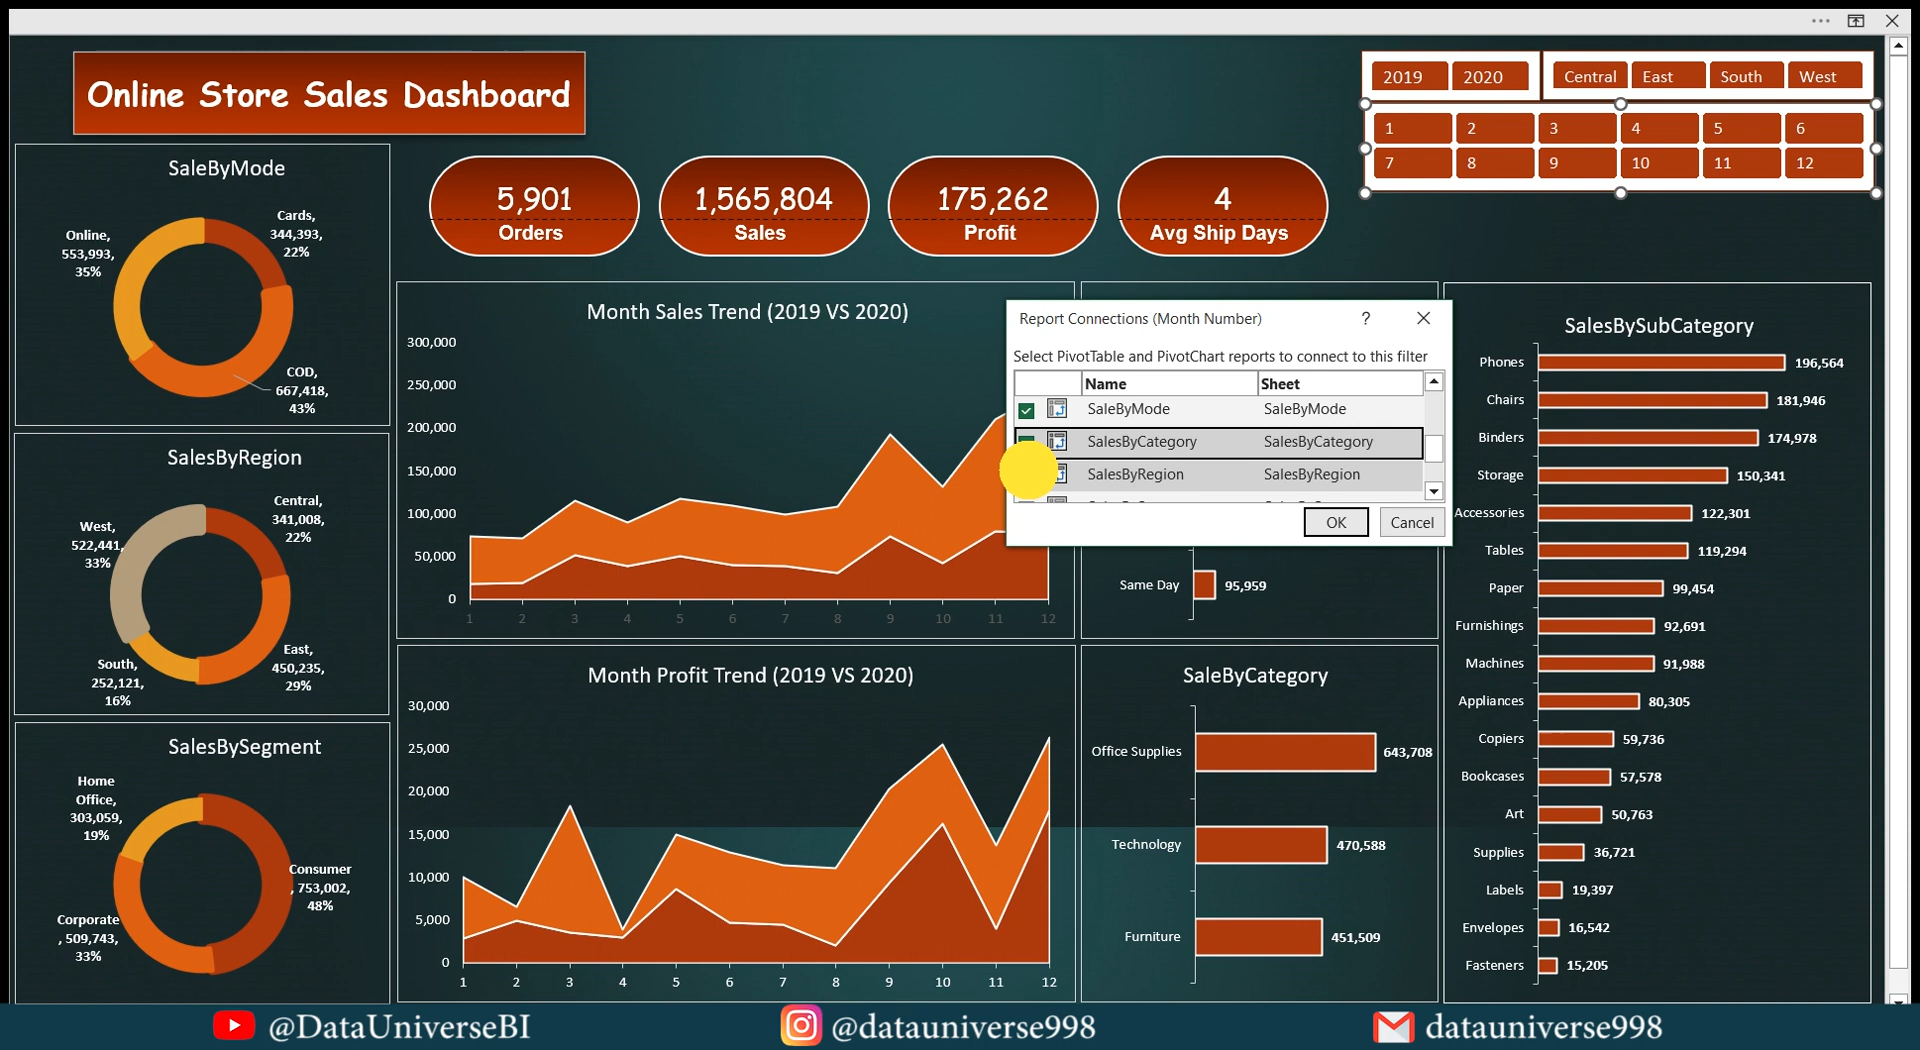 Online Store Sales Dashboard
2019 2020
Central East South West
1 2 3 4 5 6
7 8 9 10 11 12
5,901
Orders
1,565,804
Sales
175,262
Profit
4
Avg Ship Days
SaleByMode
Online,
553,993,
35%
Cards,
344,393,
22%
COD,
667,418,
43%
SalesByRegion
Central,
341,008,
22%
West,
522,441,
33%
South,
252,121,
16%
East,
450,235,
29%
SalesBySegment
Home
Office,
303,059,
19%
Consumer
, 753,002,
48%
Corporate
, 509,743,
33%
Month Sales Trend (2019 VS 2020)
300,000
250,000
200,000
150,000
100,000
50,000
0
1 2 3 4 5 6 7 8 9 10 11 12
Month Profit Trend (2019 VS 2020)
30,000
25,000
20,000
15,000
10,000
5,000
0
1 2 3 4 5 6 7 8 9 10 11 12
Report Connections (Month Number) ?
Select PivotTable and PivotChart reports to connect to this filter
Name Sheet
SaleByMode SaleByMode
SalesByCategory SalesByCategory
SalesByRegion SalesByRegion
OK Cancel
Same Day 95,959
SaleByCategory
Office Supplies 643,708
Technology 470,588
Furniture 451,509
SalesBySubCategory
Phones 196,564
Chairs 181,946
Binders 174,978
Storage 150,341
Accessories 122,301
Tables 119,294
Paper 99,454
Furnishings 92,691
Machines 91,988
Appliances 80,305
Copiers 59,736
Bookcases 57,578
Art 50,763
Supplies 36,721
Labels 19,397
Envelopes 16,542
Fasteners 15,205
@DataUniverseBI
@datauniverse998
datauniverse998